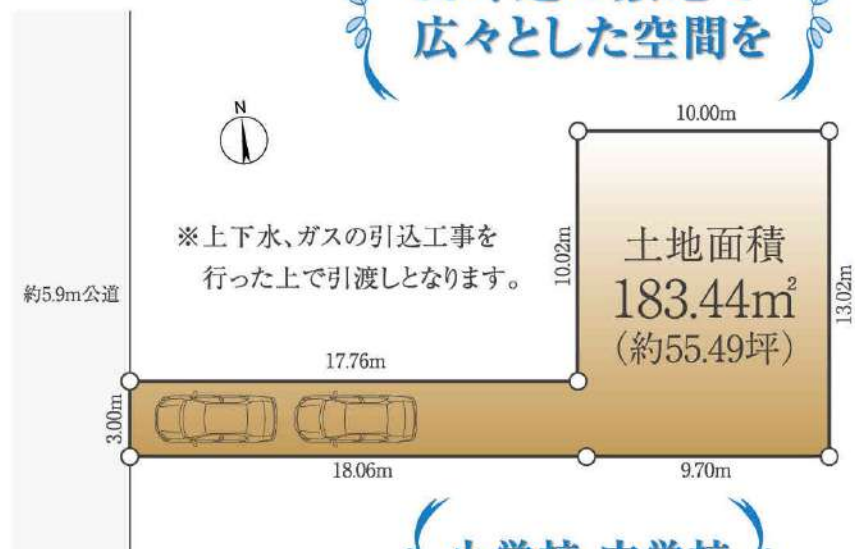 広々とした空間を
N
10.00m
※上下水、ガスの引込工事を
行った上で引渡しとなります。
10.02m
土地面積
183.44㎡
(約55.49坪)
13.02m
約5.9m公道
17.76m
3.00m
18.06m
9.70m